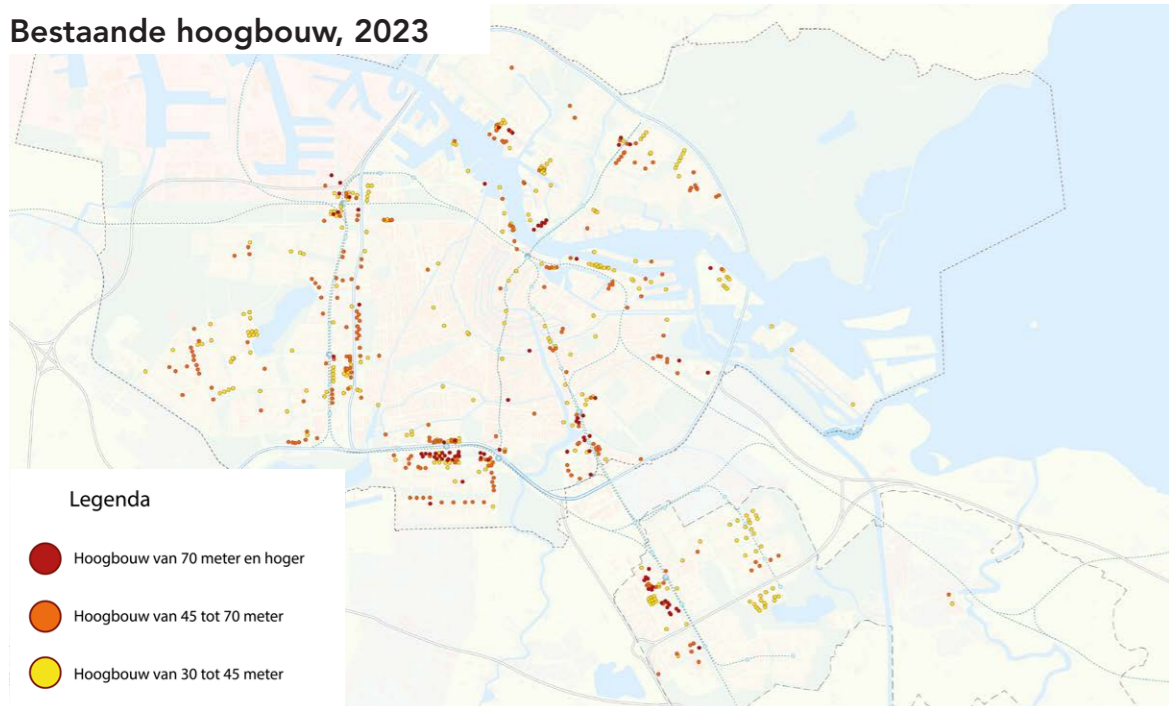 Bestaande hoogbouw, 2023
Legenda
Hoogbouw van 70 meter en hoger
Hoogbouw van 45 tot 70 meter
Hoogbouw van 30 tot 45 meter